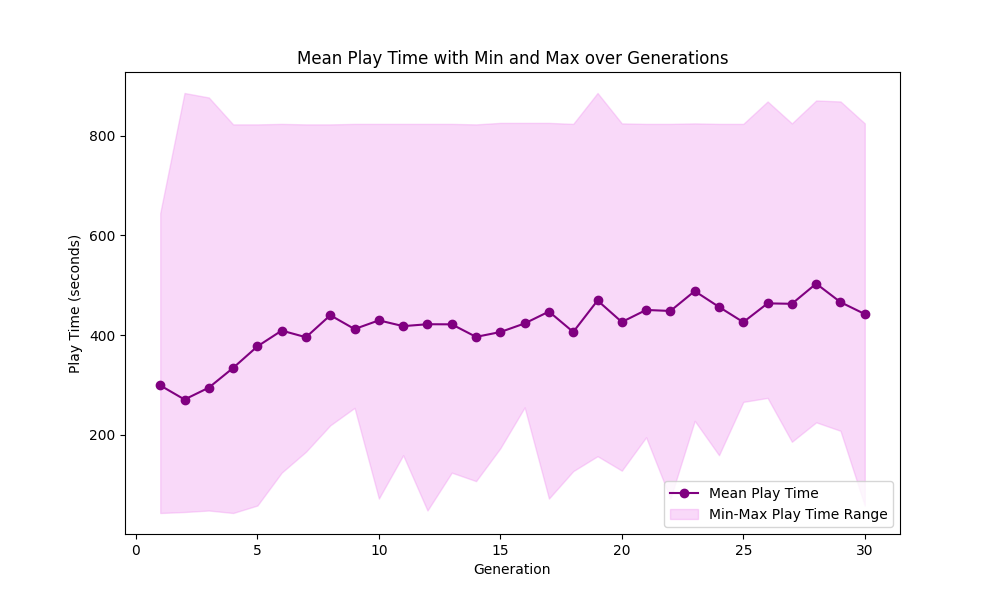 Mean Play Time with Min and Max over Generations
Play Time (seconds)
800
600
400
200
0
5
10
15
20
25
30
Generation
Mean Play Time
Min-Max Play Time Range